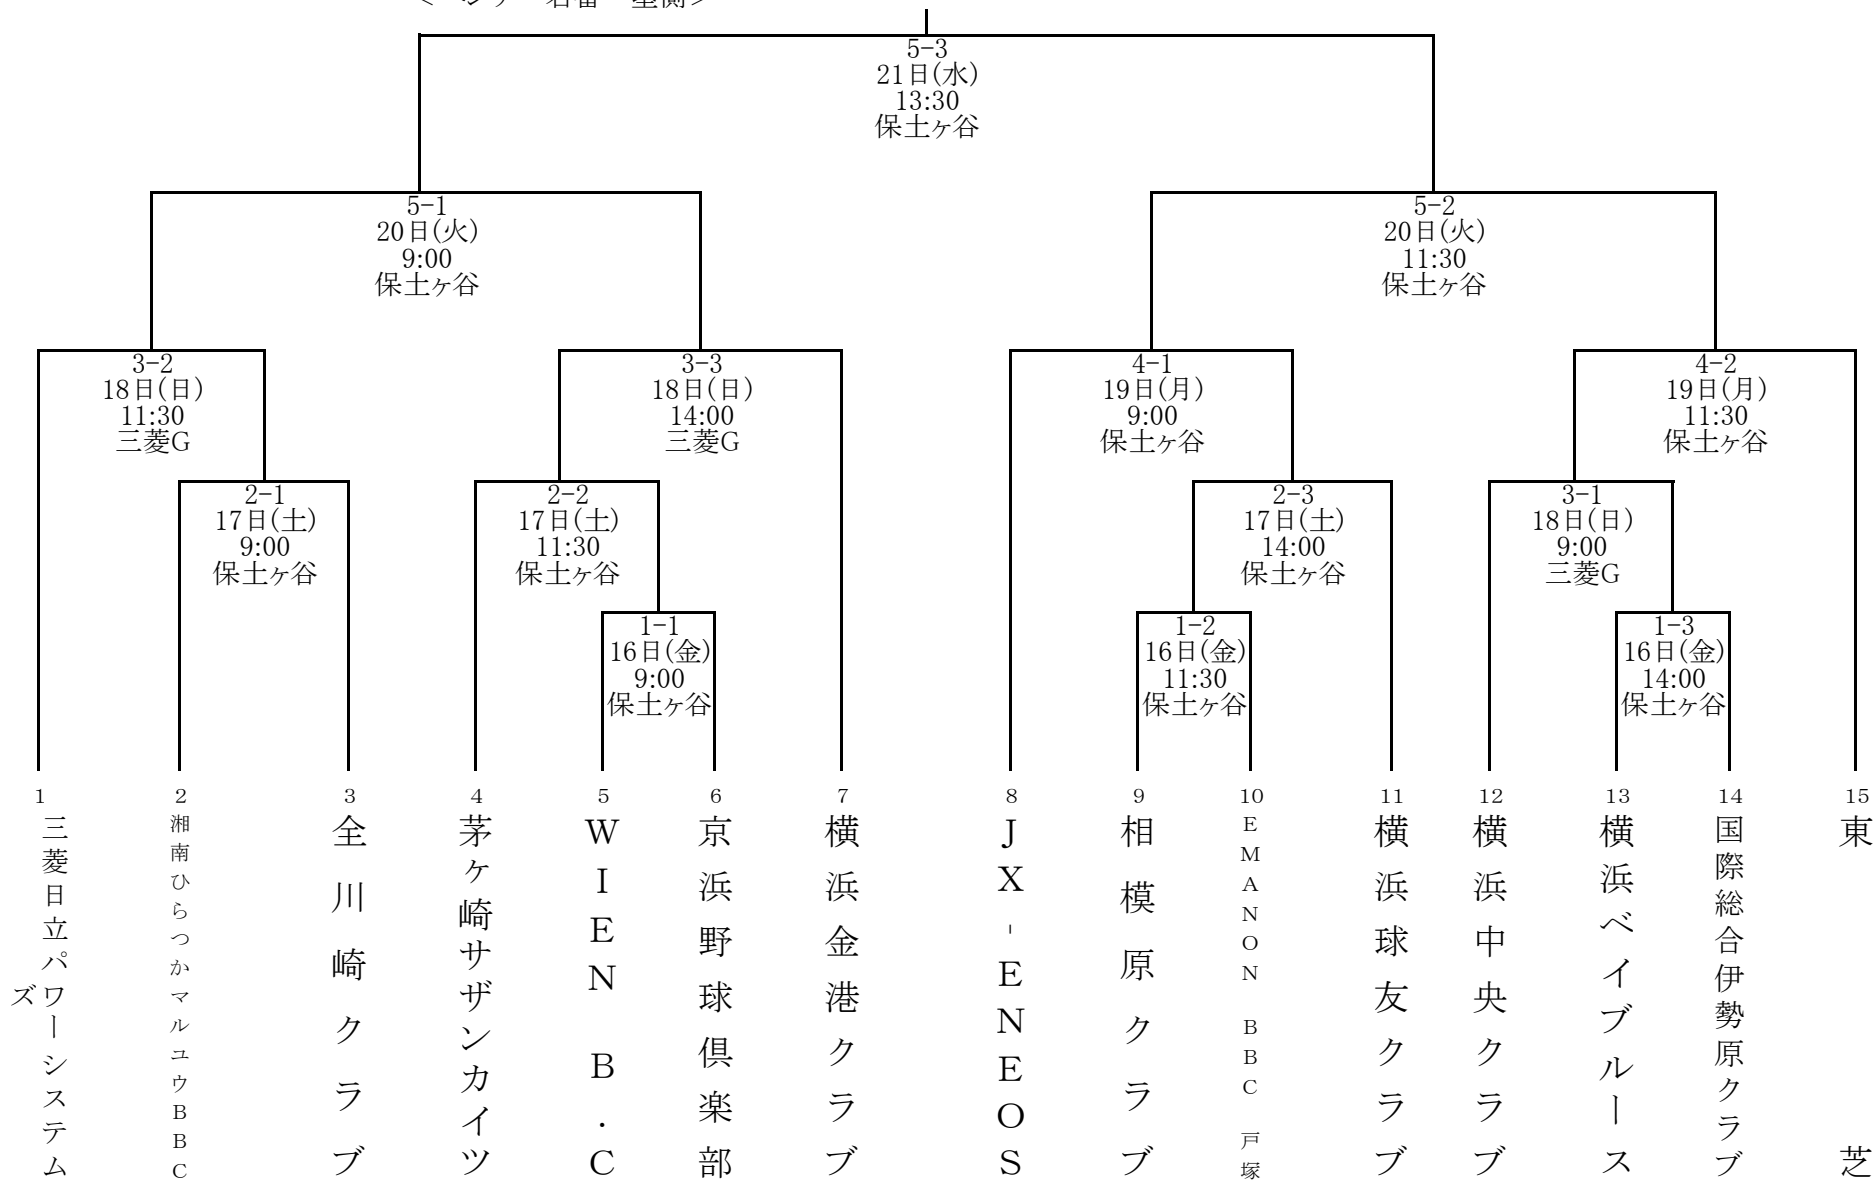 5-3
21日(水)
13:30
保土ヶ谷
5-1
20日(火)
9:00
保土ヶ谷
5-2
20日(火)
11:30
保土ヶ谷
3-2
18日(日)
11:30
三菱G
3-3
18日(日)
14:00
三菱G
4-1
19日(月)
9:00
保土ヶ谷
4-2
19日(月)
11:30
保土ヶ谷
2-1
17日(土)
9:00
保土ヶ谷
2-2
17日(土)
11:30
保土ヶ谷
2-3
17日(土)
14:00
保土ヶ谷
3-1
18日(日)
9:00
三菱G
1-1
16日(金)
9:00
保土ヶ谷
1-2
16日(金)
11:30
保土ヶ谷
1-3
16日(金)
14:00
保土ヶ谷
1
三菱日立パワーシステム
ズ
2
湘南ひらつかマルユウBBC
3
全川崎クラブ
4
茅ヶ崎サザンカイツ
5
WIEN B.C
6
京浜野球倶楽部
7
横浜金港クラブ
8
JX-ENEOS
9
相模原クラブ
10
EMANON BBC 戸塚
11
横浜球友クラブ
12
横浜中央クラブ
13
横浜ベイブルース
14
国際総合伊勢原クラブ
15
東芝